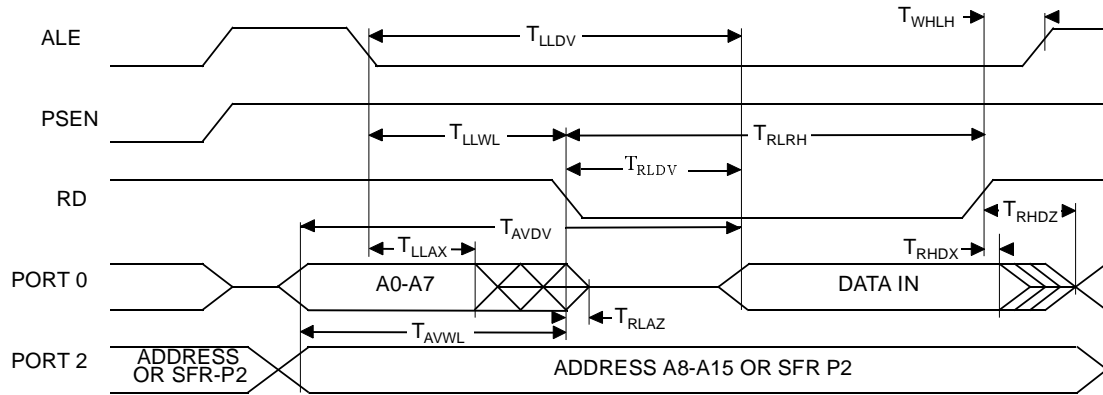 ALE
T_LLDV
T_WHLH
PSEN
T_LLWL
T_RLRH
T_RLDV
RD
T_AVDV
T_RHDZ
T_LLAX
T_RHDX
PORT 0
A0-A7
DATA IN
T_RLAZ
T_AVWL
PORT 2
ADDRESS
OR SFR-P2
ADDRESS A8-A15 OR SFR P2